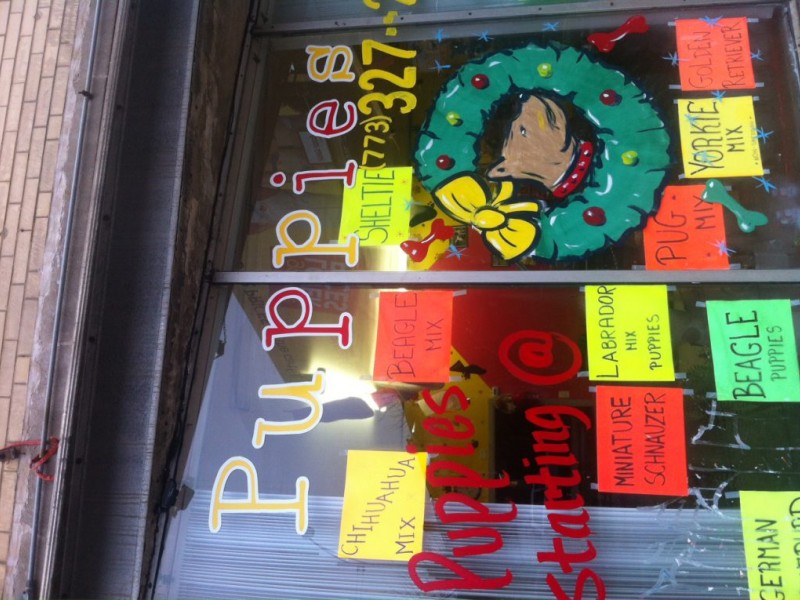 Puppies
(773) 327-
CHIHUAHUA
MIX
BEAGLE
MIX
SHELTIE
Puppies
Starting @
MINIATURE
SCHNAUZER
LABRADOR
MIX
PUPPIES
PUG
MIX
YORKIE
MIX
GOLDEN
RETRIEVER
GERMAN
BEAGLE
PUPPIES